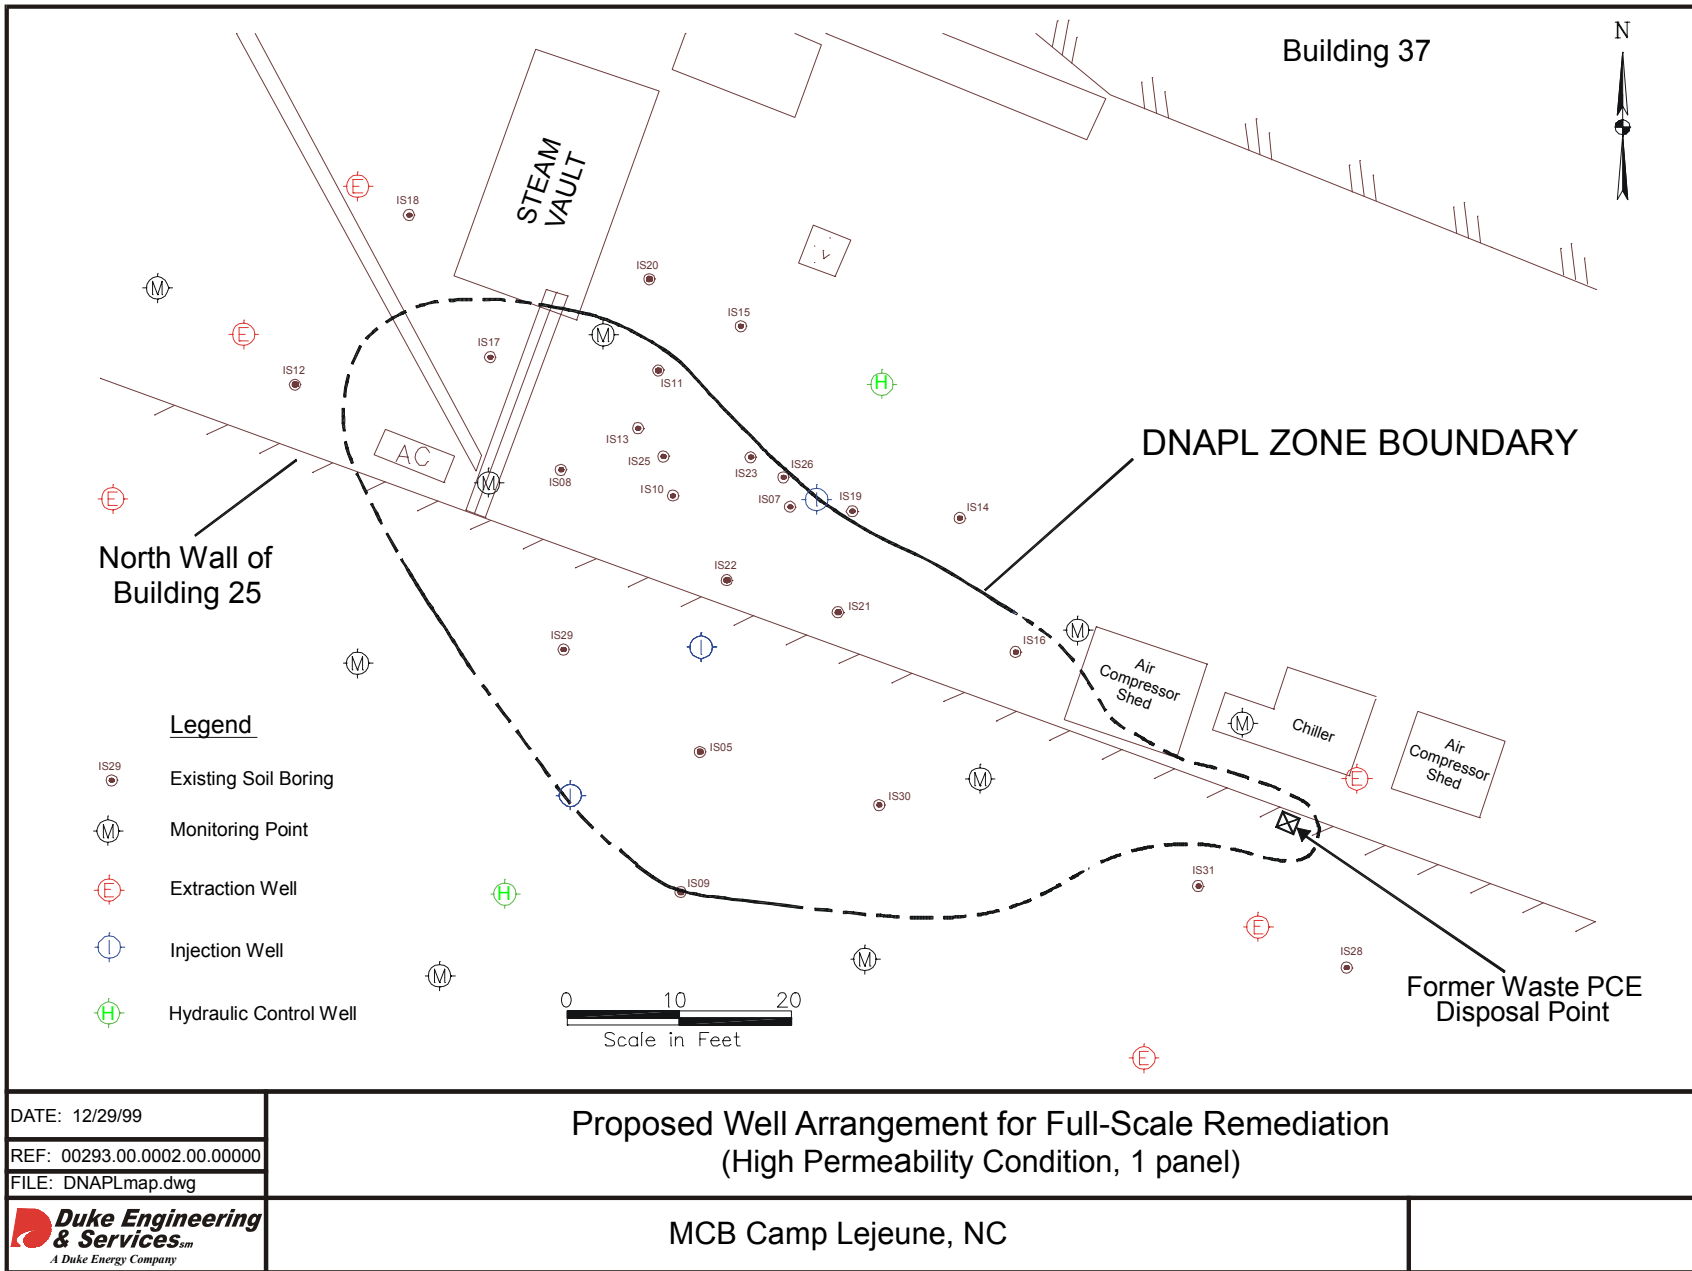 Building 37
N
STEAM
VAULT
E
IS18
M
IS20
V
E
IS15
M
IS17
IS12
IS11
H
DNAPL ZONE BOUNDARY
IS13
AC
IS25
IS23
IS26
IS08
M
IS10
IS07
I
IS19
IS14
E
North Wall of
Building 25
IS22
IS21
M
IS29
I
IS16
M
Air
Compressor
Shed
M
Chiller
Air
Compressor
Shed
IS05
M
E
I
IS30
IS09
H
IS31
E
M
M
IS28
Former Waste PCE
Disposal Point
E
Legend
IS29
Existing Soil Boring
M
Monitoring Point
E
Extraction Well
I
Injection Well
H
Hydraulic Control Well
0 10 20
Scale in Feet
DATE: 12/29/99
REF: 00293.00.0002.00.00000
FILE: DNAPLmap.dwg
Proposed Well Arrangement for Full-Scale Remediation
(High Permeability Condition, 1 panel)
Duke Engineering
& Services sm
A Duke Energy Company
MCB Camp Lejeune, NC